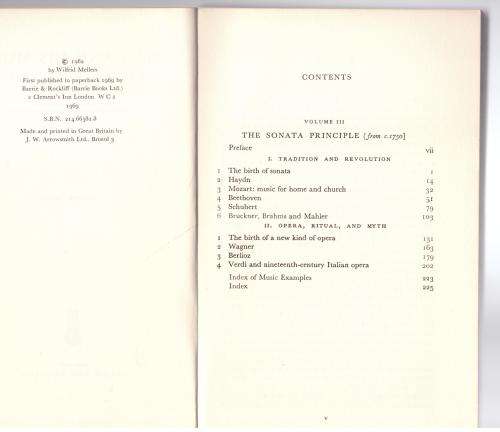 © 1962
by Wilfrid Mellers
First published in paperback 1969 by
Barrie & Rockliff (Barrie Books Ltd.)
2 Clement's Inn London W C 2
1969
S.B.N. 214.66581.8
Made and printed in Great Britain by
J. W. Arrowsmith Ltd., Bristol 3
CONTENTS
VOLUME III
THE SONATA PRINCIPLE [from c.1750]
Preface vii
I. TRADITION AND REVOLUTION
1 The birth of sonata 1
2 Haydn 14
3 Mozart: music for home and church 32
4 Beethoven 51
5 Schubert 79
6 Bruckner, Brahms and Mahler 103
II. OPERA, RITUAL, AND MYTH
1 The birth of a new kind of opera 131
2 Wagner 163
3 Berlioz 179
4 Verdi and nineteenth-century Italian opera 202
Index of Music Examples 223
Index 225
v